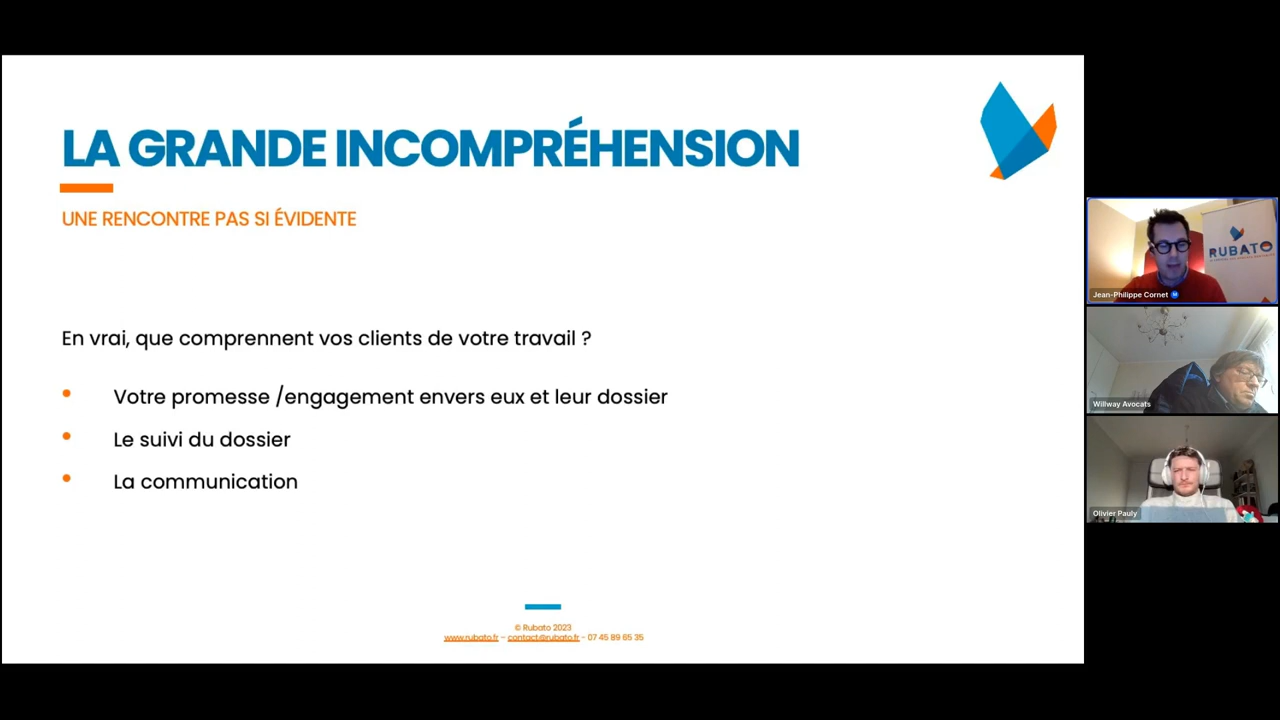 LA GRANDE INCOMPRÉHENSION
UNE RENCONTRE PAS SI ÉVIDENTE
En vrai, que comprennent vos clients de votre travail ?
• Votre promesse /engagement envers eux et leur dossier
• Le suivi du dossier
• La communication
© Rubato 2023
www.rubato.fr – contact@rubato.fr - 07 45 89 65 35
RUBATO
Jean-Philippe Cornet
Willway Avocats
Olivier Pauly